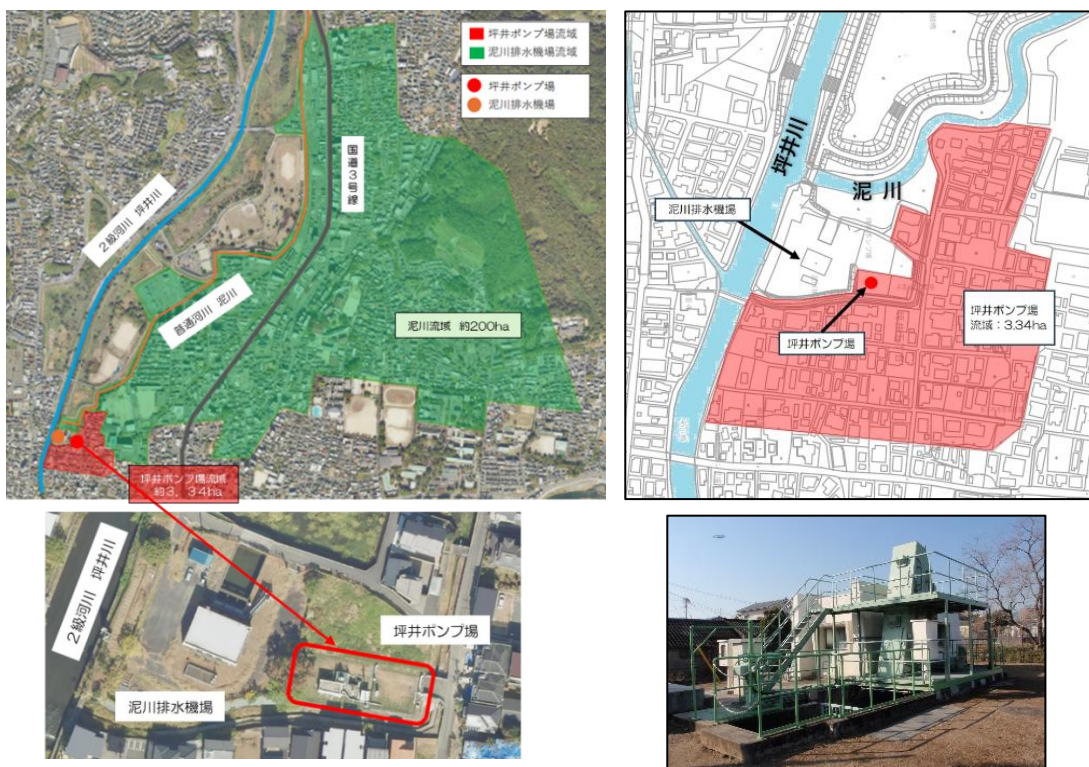 坪井ポンプ場流域
泥川排水機場流域
坪井ポンプ場
泥川排水機場
国道3号線
2級河川 坪井川
普通河川 泥川
泥川流域 約200ha
坪井ポンプ場流域
約3.34ha
坪井川
泥川
泥川排水機場
坪井ポンプ場
坪井ポンプ場
流域：3.34ha
2級河川 坪井川
坪井ポンプ場
泥川排水機場